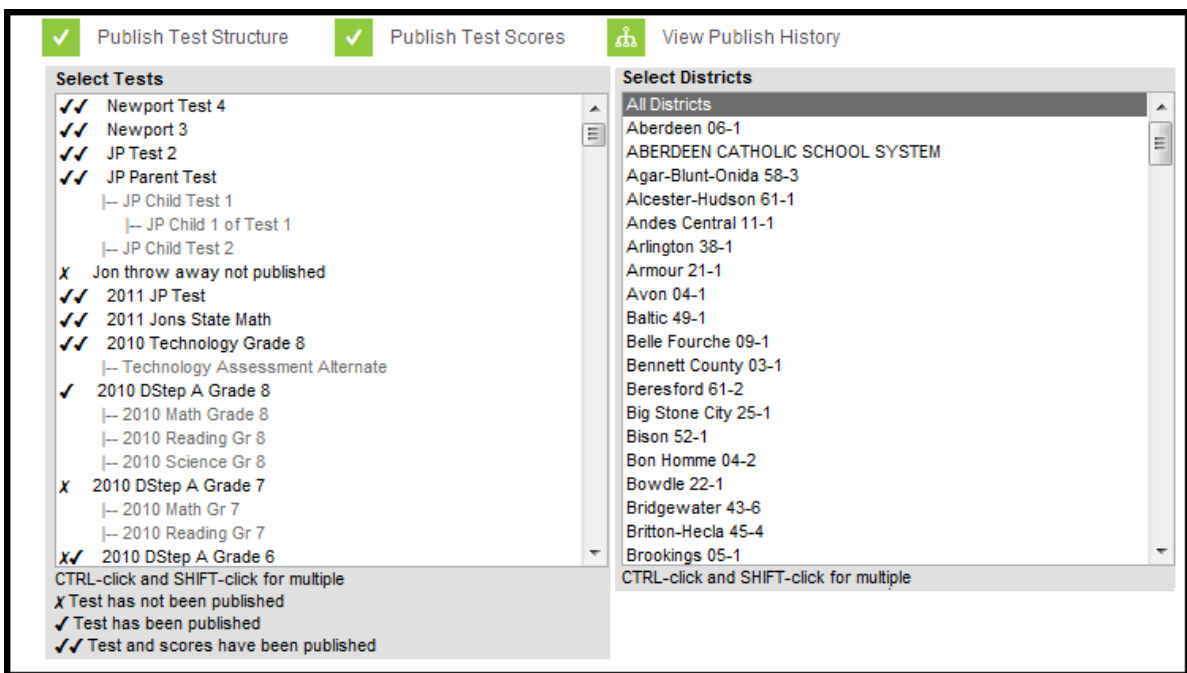 ✓ Publish Test Structure ✓ Publish Test Scores View Publish History
Select Tests
✓✓ Newport Test 4
✓✓ Newport 3
✓✓ JP Test 2
✓✓ JP Parent Test
|-- JP Child Test 1
|-- JP Child 1 of Test 1
|-- JP Child Test 2
✗ Jon throw away not published
✓✓ 2011 JP Test
✓✓ 2011 Jons State Math
✓✓ 2010 Technology Grade 8
|-- Technology Assessment Alternate
✓ 2010 DStep A Grade 8
|-- 2010 Math Grade 8
|-- 2010 Reading Gr 8
|-- 2010 Science Gr 8
✗ 2010 DStep A Grade 7
|-- 2010 Math Gr 7
|-- 2010 Reading Gr 7
✗✓ 2010 DStep A Grade 6
CTRL-click and SHIFT-click for multiple
✗ Test has not been published
✓ Test has been published
✓✓ Test and scores have been published
Select Districts
All Districts
Aberdeen 06-1
ABERDEEN CATHOLIC SCHOOL SYSTEM
Agar-Blunt-Onida 58-3
Alcester-Hudson 61-1
Andes Central 11-1
Arlington 38-1
Armour 21-1
Avon 04-1
Baltic 49-1
Belle Fourche 09-1
Bennett County 03-1
Beresford 61-2
Big Stone City 25-1
Bison 52-1
Bon Homme 04-2
Bowdle 22-1
Bridgewater 43-6
Britton-Hecla 45-4
Brookings 05-1
CTRL-click and SHIFT-click for multiple